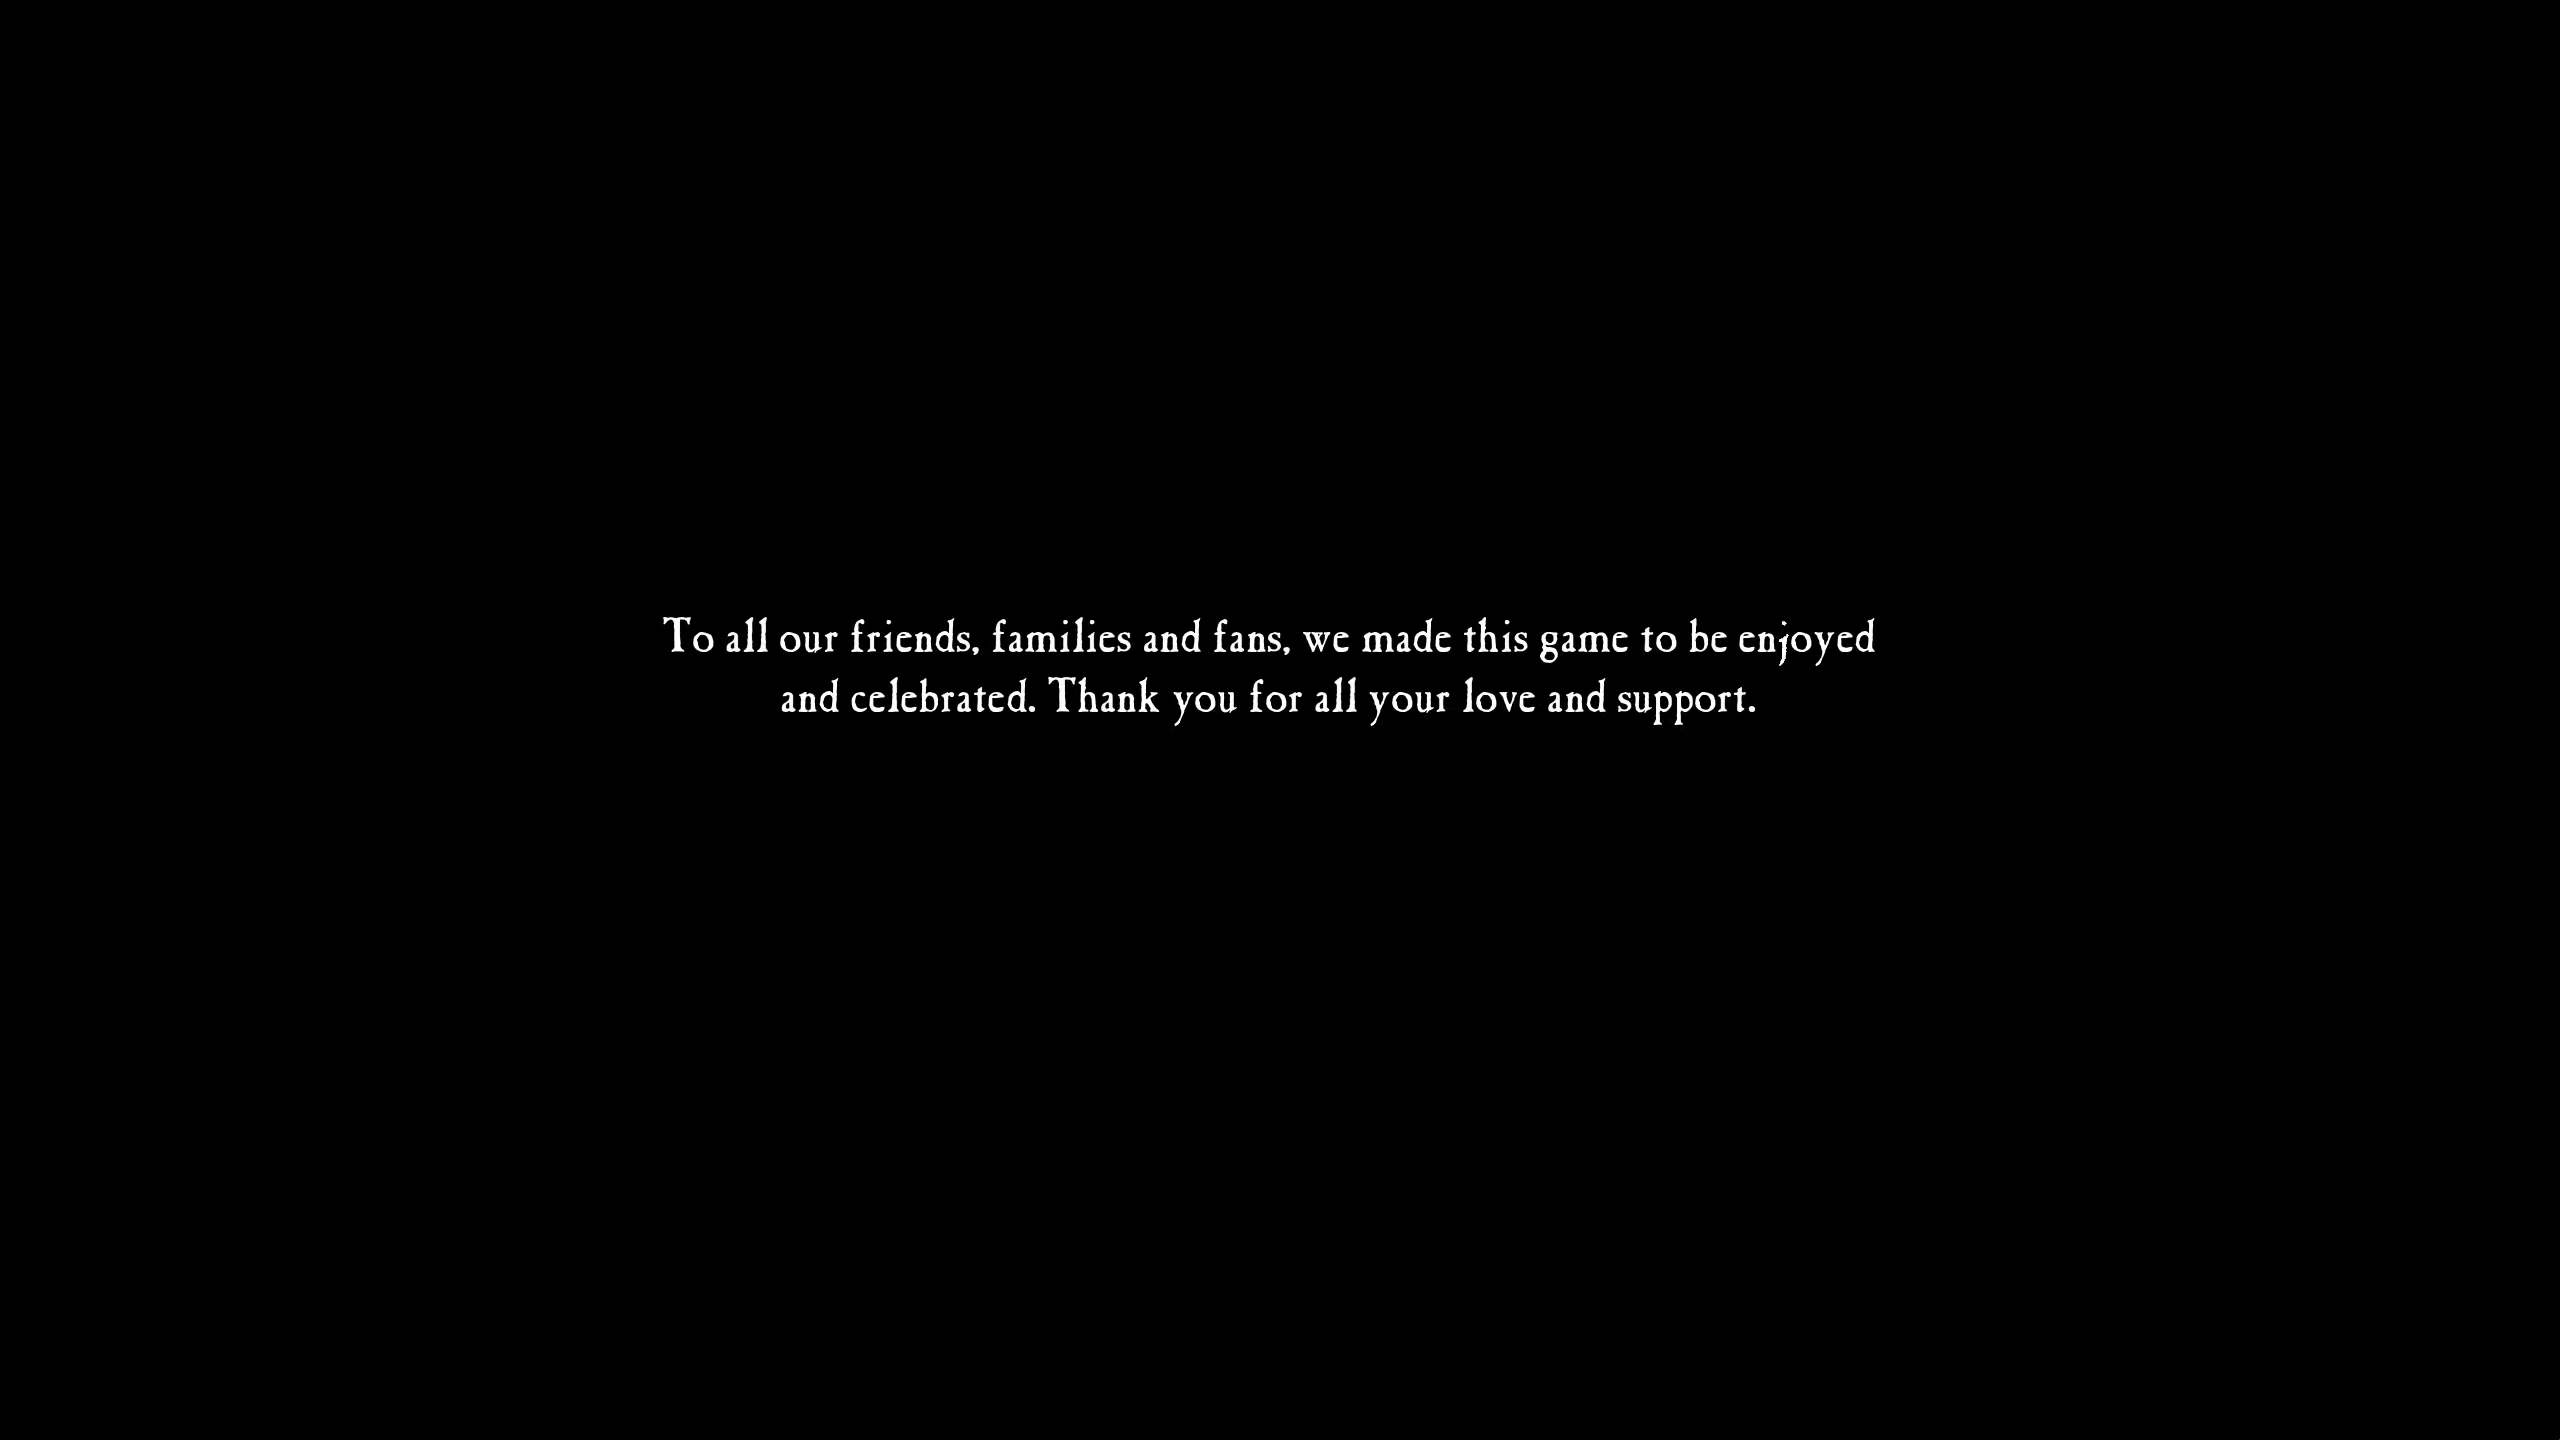 To all our friends, families and fans, we made this game to be enjoyed
and celebrated. Thank you for all your love and support.